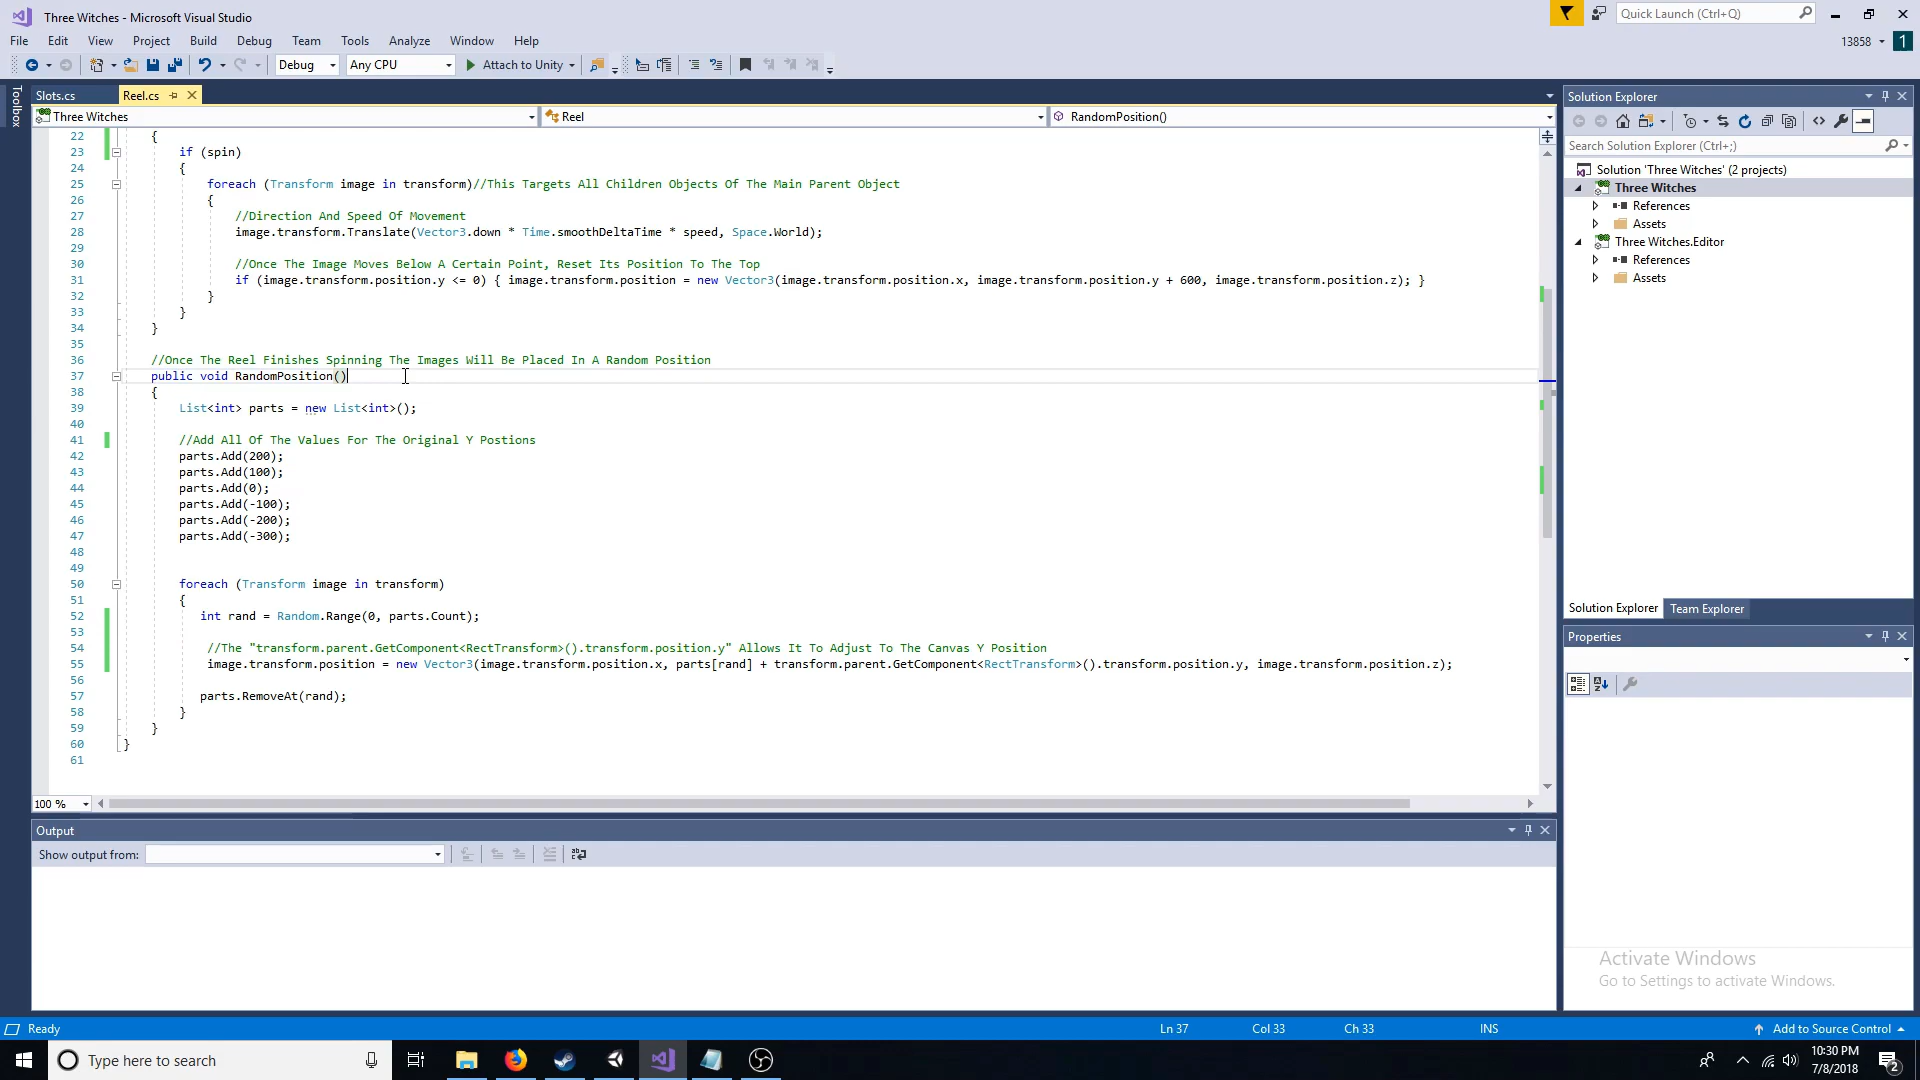 Three Witches - Microsoft Visual Studio
Quick Launch (Ctrl+Q)
File Edit View Project Build Debug Team Tools Analyze Window Help
13858
1
Debug Any CPU Attach to Unity
Toolbox
Slots.cs Reel.cs
Three Witches Reel RandomPosition()
22 {
23 if (spin)
24 {
25 foreach (Transform image in transform)//This Targets All Children Objects Of The Main Parent Object
26 {
27 //Direction And Speed Of Movement
28 image.transform.Translate(Vector3.down * Time.smoothDeltaTime * speed, Space.World);
29
30 //Once The Image Moves Below A Certain Point, Reset Its Position To The Top
31 if (image.transform.position.y <= 0) { image.transform.position = new Vector3(image.transform.position.x, image.transform.position.y + 600, image.transform.position.z); }
32 }
33 }
34 }
35
36 //Once The Reel Finishes Spinning The Images Will Be Placed In A Random Position
37 public void RandomPosition()
38 {
39 List<int> parts = new List<int>();
40
41 //Add All Of The Values For The Original Y Postions
42 parts.Add(200);
43 parts.Add(100);
44 parts.Add(0);
45 parts.Add(-100);
46 parts.Add(-200);
47 parts.Add(-300);
48
49
50 foreach (Transform image in transform)
51 {
52 int rand = Random.Range(0, parts.Count);
53
54 //The "transform.parent.GetComponent<RectTransform>().transform.position.y" Allows It To Adjust To The Canvas Y Position
55 image.transform.position = new Vector3(image.transform.position.x, parts[rand] + transform.parent.GetComponent<RectTransform>().transform.position.y, image.transform.position.z);
56
57 parts.RemoveAt(rand);
58 }
59 }
60 }
61
100 %
Output
Show output from:
Solution Explorer
Search Solution Explorer (Ctrl+;)
Solution 'Three Witches' (2 projects)
Three Witches
References
Assets
Three Witches.Editor
References
Assets
Solution Explorer Team Explorer
Properties
Activate Windows
Go to Settings to activate Windows.
Ready Ln 37 Col 33 Ch 33 INS Add to Source Control
Type here to search
10:30 PM
7/8/2018
2